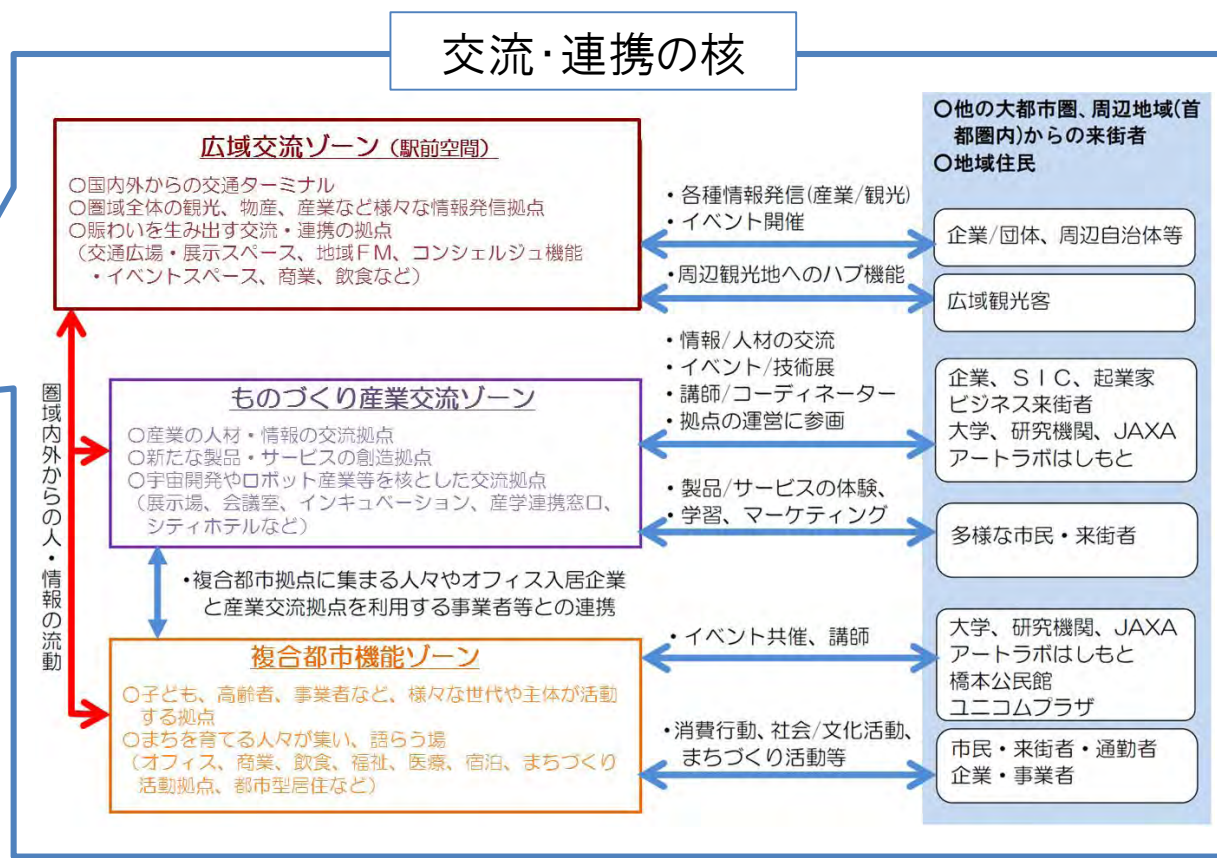 交流・連携の核
広域交流ゾーン（駅前空間）
○国内外からの交通ターミナル
○圏域全体の観光、物産、産業など様々な情報発信拠点
○賑わいを生み出す交流・連携の拠点
（交通広場・展示スペース、地域ＦＭ、コンシェルジュ機能
・イベントスペース、商業、飲食など）
圏域内外からの人・情報の流動
ものづくり産業交流ゾーン
○産業の人材・情報の交流拠点
○新たな製品・サービスの創造拠点
○宇宙開発やロボット産業等を核とした交流拠点
（展示場、会議室、インキュベーション、産学連携窓口、
シティホテルなど）
・複合都市拠点に集まる人々やオフィス入居企業
と産業交流拠点を利用する事業者等との連携
複合都市機能ゾーン
○子ども、高齢者、事業者など、様々な世代や主体が活動
する拠点
○まちを育てる人々が集い、語らう場
（オフィス、商業、飲食、福祉、医療、宿泊、まちづくり
活動拠点、都市型居住など）
・各種情報発信(産業/観光)
・イベント開催
・周辺観光地へのハブ機能
・情報/人材の交流
・イベント/技術展
・講師/コーディネーター
・拠点の運営に参画
・製品/サービスの体験、
・学習、マーケティング
・イベント共催、講師
・消費行動、社会/文化活動、
まちづくり活動等
○他の大都市圏、周辺地域(首
都圏内)からの来街者
○地域住民
企業/団体、周辺自治体等
広域観光客
企業、ＳＩＣ、起業家
ビジネス来街者
大学、研究機関、JAXA
アートラボはしもと
多様な市民・来街者
大学、研究機関、JAXA
アートラボはしもと
橋本公民館
ユニコムプラザ
市民・来街者・通勤者
企業・事業者